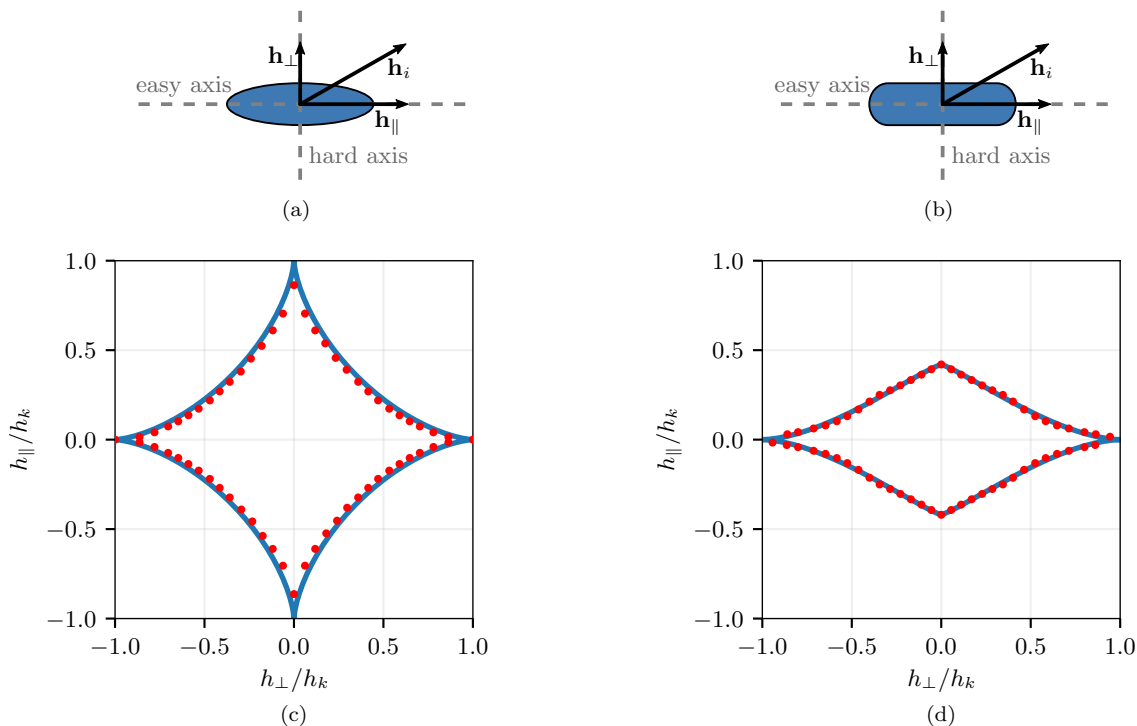 h⊥
h_i
easy axis
h∥
hard axis
(a)
h⊥
h_i
easy axis
h∥
hard axis
(b)
1.0
0.5
0.0
−0.5
−1.0
h∥/h_k
−1.0 −0.5 0.0 0.5 1.0
h⊥/h_k
(c)
1.0
0.5
0.0
−0.5
−1.0
h∥/h_k
−1.0 −0.5 0.0 0.5 1.0
h⊥/h_k
(d)